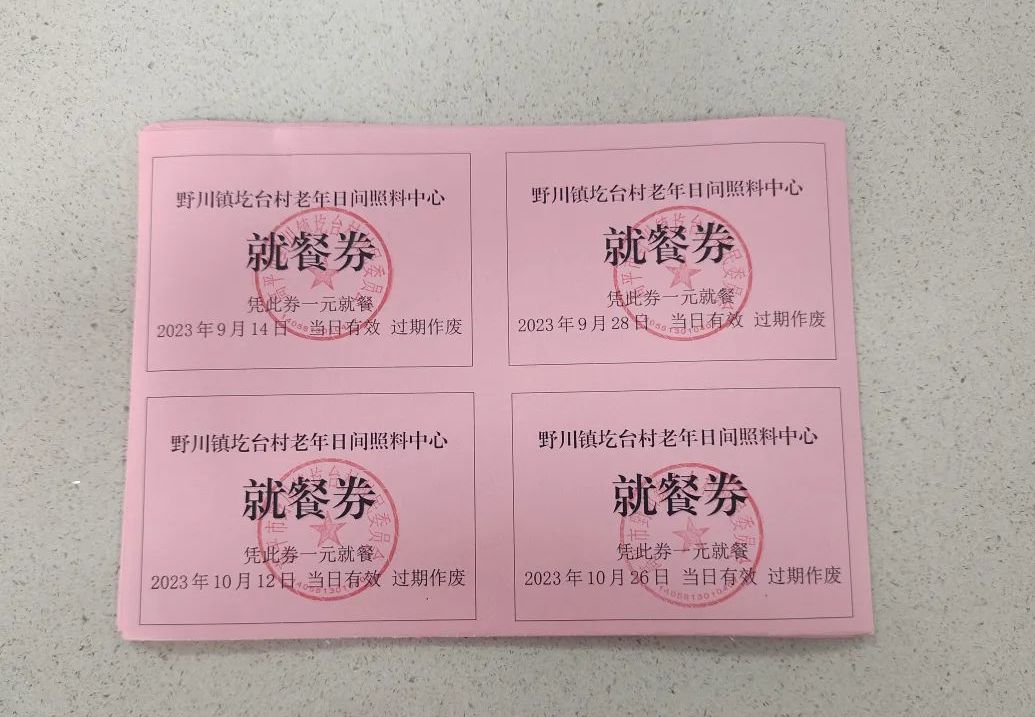 野川镇圪台村老年日间照料中心
就餐券
凭此券一元就餐
2023年9月14日 当日有效 过期作废
野川镇圪台村老年日间照料中心
就餐券
凭此券一元就餐
2023年9月28日 当日有效 过期作废
野川镇圪台村老年日间照料中心
就餐券
凭此券一元就餐
2023年10月12日 当日有效 过期作废
野川镇圪台村老年日间照料中心
就餐券
凭此券一元就餐
2023年10月26日 当日有效 过期作废